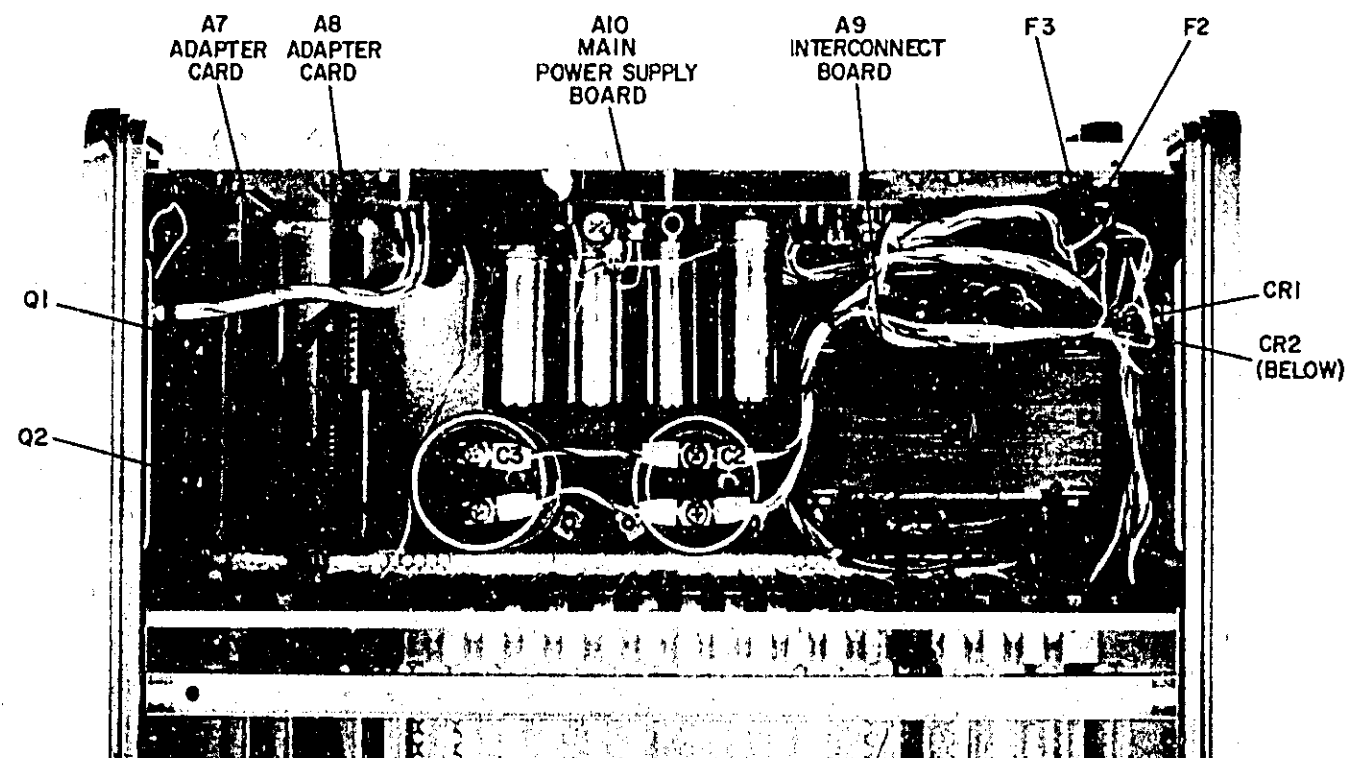 A7
ADAPTER
CARD
A8
ADAPTER
CARD
A10
MAIN
POWER SUPPLY
BOARD
A9
INTERCONNECT
BOARD
F3
F2
Q1
CR1
CR2
(BELOW)
Q2
C3
C2